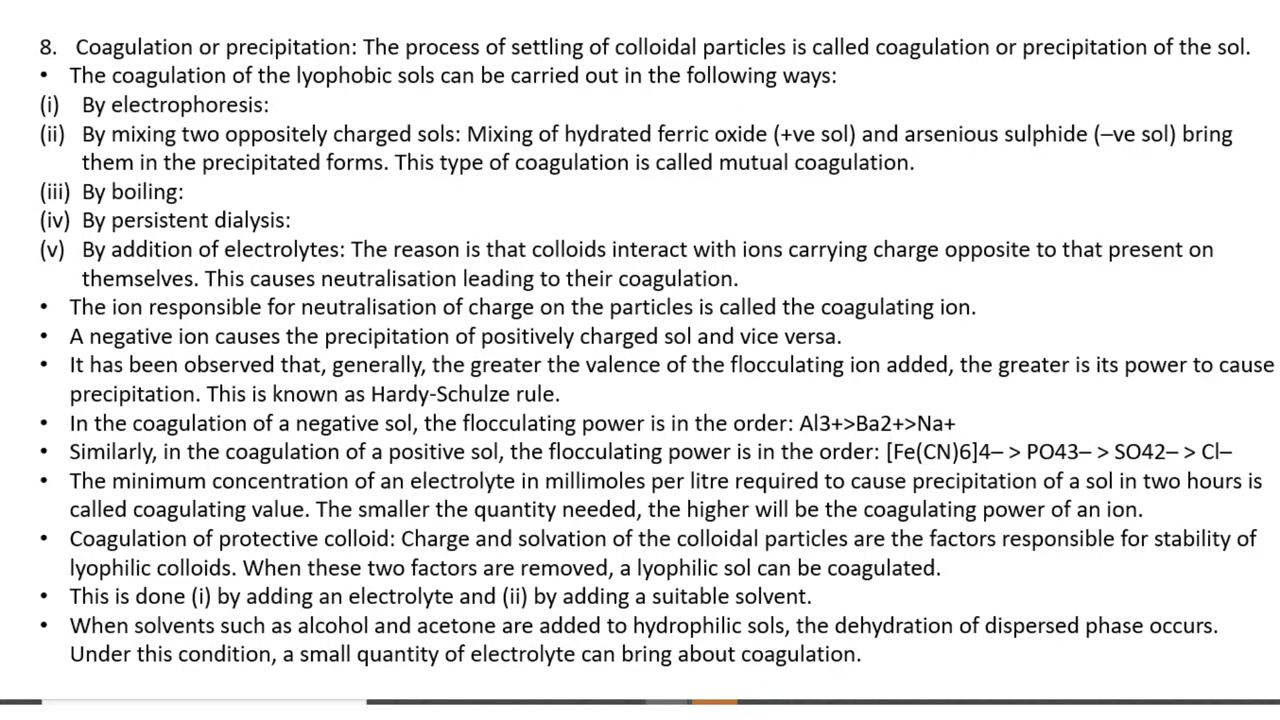 8. Coagulation or precipitation: The process of settling of colloidal particles is called coagulation or precipitation of the sol.
• The coagulation of the lyophobic sols can be carried out in the following ways:
(i) By electrophoresis:
(ii) By mixing two oppositely charged sols: Mixing of hydrated ferric oxide (+ve sol) and arsenious sulphide (–ve sol) bring
them in the precipitated forms. This type of coagulation is called mutual coagulation.
(iii) By boiling:
(iv) By persistent dialysis:
(v) By addition of electrolytes: The reason is that colloids interact with ions carrying charge opposite to that present on
themselves. This causes neutralisation leading to their coagulation.
• The ion responsible for neutralisation of charge on the particles is called the coagulating ion.
• A negative ion causes the precipitation of positively charged sol and vice versa.
• It has been observed that, generally, the greater the valence of the flocculating ion added, the greater is its power to cause
precipitation. This is known as Hardy-Schulze rule.
• In the coagulation of a negative sol, the flocculating power is in the order: Al3+>Ba2+>Na+
• Similarly, in the coagulation of a positive sol, the flocculating power is in the order: [Fe(CN)6]4– > PO43– > SO42– > Cl–
• The minimum concentration of an electrolyte in millimoles per litre required to cause precipitation of a sol in two hours is
called coagulating value. The smaller the quantity needed, the higher will be the coagulating power of an ion.
• Coagulation of protective colloid: Charge and solvation of the colloidal particles are the factors responsible for stability of
lyophilic colloids. When these two factors are removed, a lyophilic sol can be coagulated.
• This is done (i) by adding an electrolyte and (ii) by adding a suitable solvent.
• When solvents such as alcohol and acetone are added to hydrophilic sols, the dehydration of dispersed phase occurs.
Under this condition, a small quantity of electrolyte can bring about coagulation.